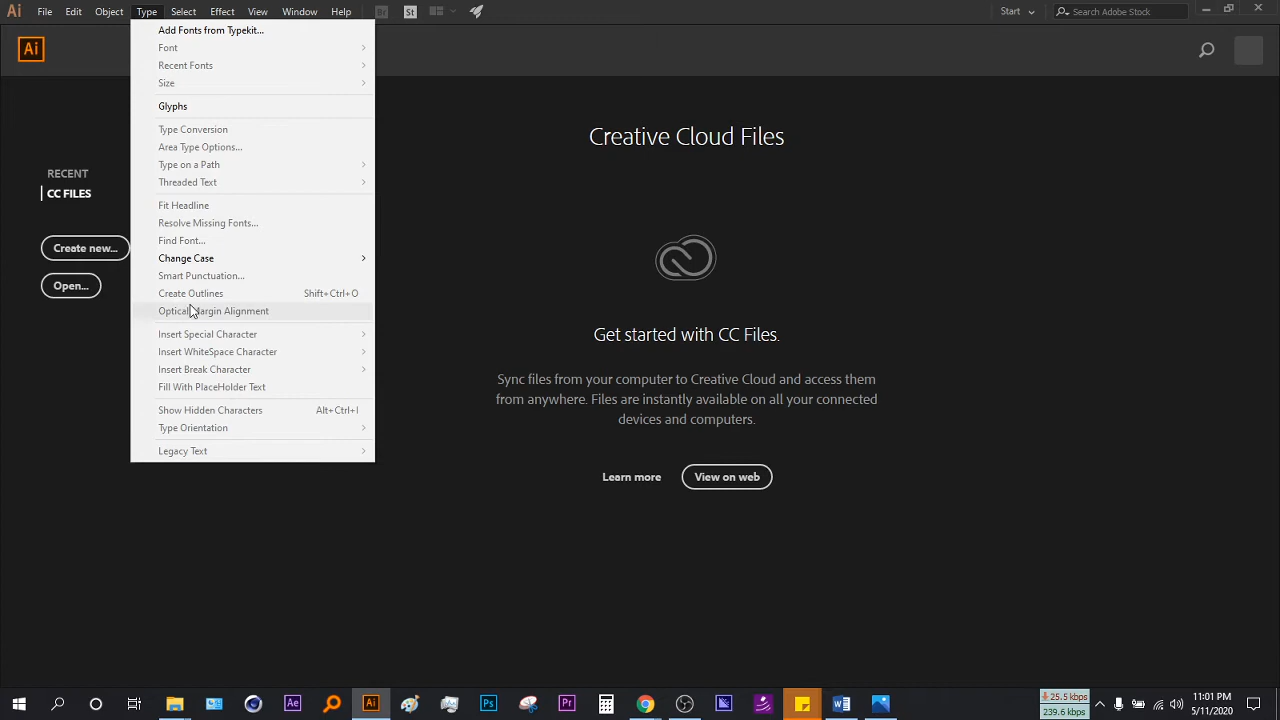 Ai File Edit Object Type Select Effect View Window Help Br St Start Search Adobe Stock
Ai
Add Fonts from Typekit...
Font
Recent Fonts
Size
Glyphs
Type Conversion
Area Type Options...
Type on a Path
Threaded Text
Fit Headline
Resolve Missing Fonts...
Find Font...
Change Case
Smart Punctuation...
Create Outlines Shift+Ctrl+O
Optical Margin Alignment
Insert Special Character
Insert WhiteSpace Character
Insert Break Character
Fill With PlaceHolder Text
Show Hidden Characters Alt+Ctrl+I
Type Orientation
Legacy Text
RECENT
CC FILES
Create new...
Open...
Creative Cloud Files
Get started with CC Files.
Sync files from your computer to Creative Cloud and access them
from anywhere. Files are instantly available on all your connected
devices and computers.
Learn more View on web
Ae Ai Ps Pr
25.5 kbps
239.6 kbps
11:01 PM
5/11/2020